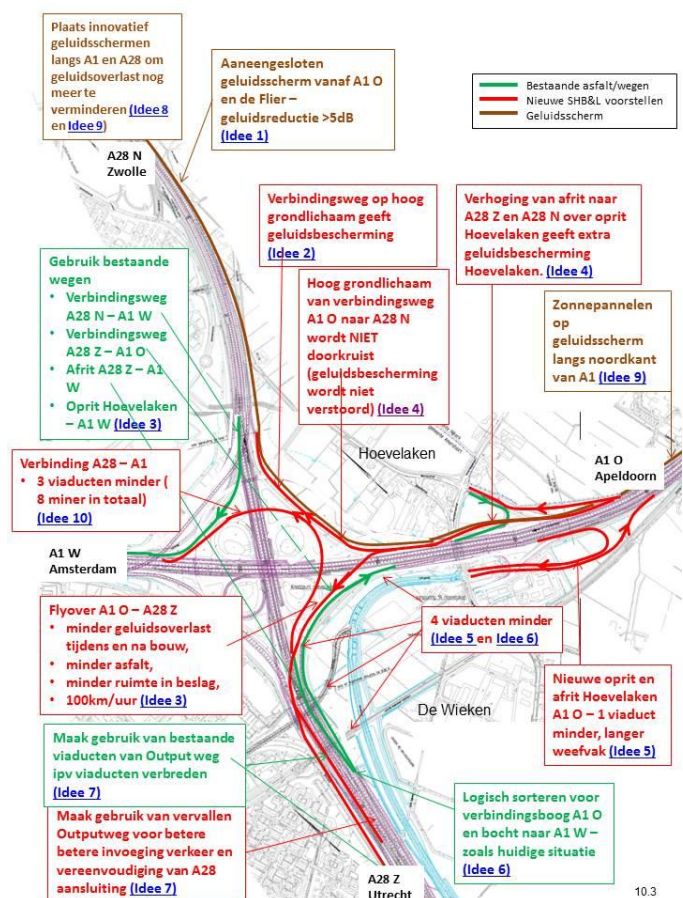 Plaats innovatief
geluidsschermen
langs A1 en A28 om
geluidsoverlast nog
meer te
verminderen (Idee 8
en Idee 9)
Aaneengesloten
geluidsscherm vanaf A1 O
en de Flier –
geluidsreductie >5dB
(Idee 1)
Bestaande asfalt/wegen
Nieuwe SHB&L voorstellen
Geluidsscherm
A28 N
Zwolle
Verbindingsweg op hoog
grondlichaam geeft
geluidsbescherming
(Idee 2)
Verhoging van afrit naar
A28 Z en A28 N over oprit
Hoevelaken geeft extra
geluidsbescherming
Hoevelaken. (Idee 4)
Gebruik bestaande
wegen
• Verbindingsweg
A28 N – A1 W
• Verbindingsweg
A28 Z – A1 O
• Afrit A28 Z – A1
W
• Oprit Hoevelaken
– A1 W (Idee 3)
Hoog grondlichaam
van verbindingsweg
A1 O naar A28 N
wordt NIET
doorkruist
(geluidsbescherming
wordt niet
verstoord) (Idee 4)
Zonnepannelen
op
geluidsscherm
langs noordkant
van A1 (Idee 9)
Hoevelaken
A1 O
Apeldoorn
Verbinding A28 – A1
• 3 viaducten minder (
8 miner in totaal)
(Idee 10)
A1 W
Amsterdam
Flyover A1 O – A28 Z
• minder geluidsoverlast
tijdens en na bouw,
• minder asfalt,
• minder ruimte in beslag,
• 100km/uur (Idee 3)
4 viaducten minder
(Idee 5 en Idee 6)
Nieuwe oprit en
afrit Hoevelaken
A1 O – 1 viaduct
minder, langer
weefvak (Idee 5)
De Wieken
Maak gebruik van bestaande
viaducten van Output weg
ipv viaducten verbreden
(Idee 7)
Maak gebruik van vervallen
Outputweg voor betere
betere invoeging verkeer en
vereenvoudiging van A28
aansluiting (Idee 7)
Logisch sorteren voor
verbindingsboog A1 O
en bocht naar A1 W –
zoals huidige situatie
(Idee 6)
A28 Z
Utrecht
10.3